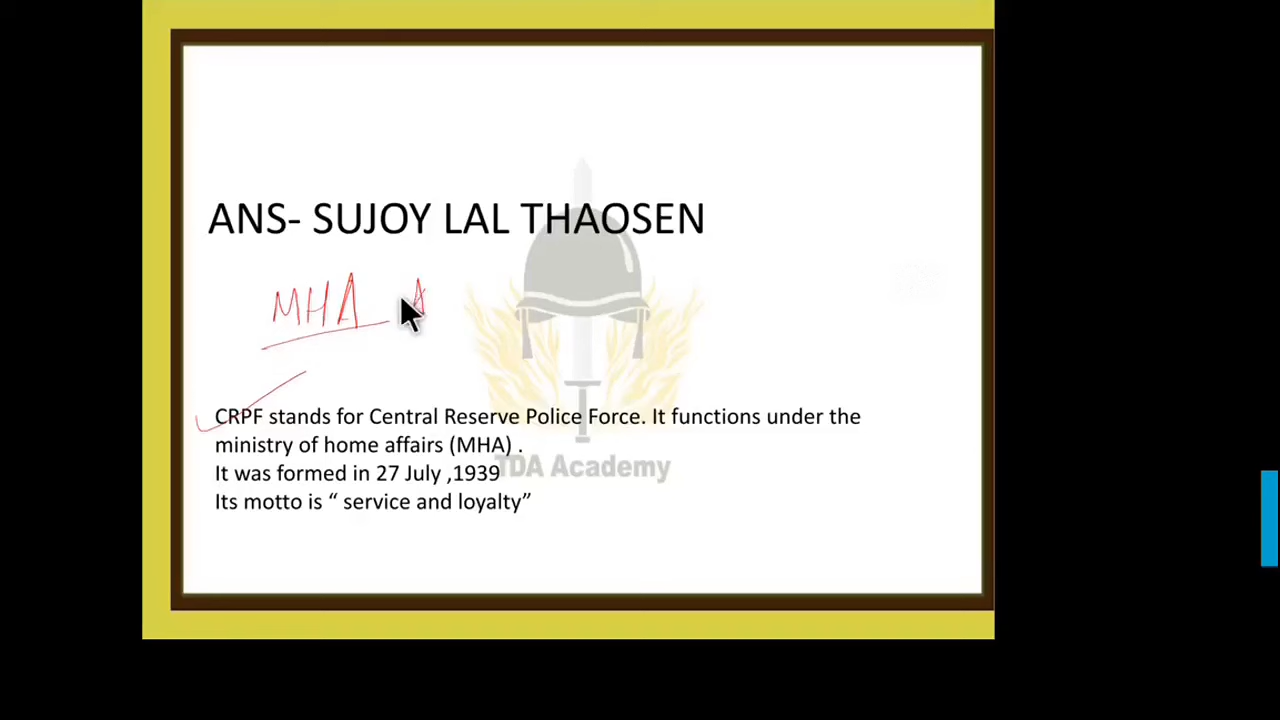 ANS- SUJOY LAL THAOSEN
MHA A
CRPF stands for Central Reserve Police Force. It functions under the
ministry of home affairs (MHA) .
It was formed in 27 July ,1939
TDA Academy
Its motto is “ service and loyalty”